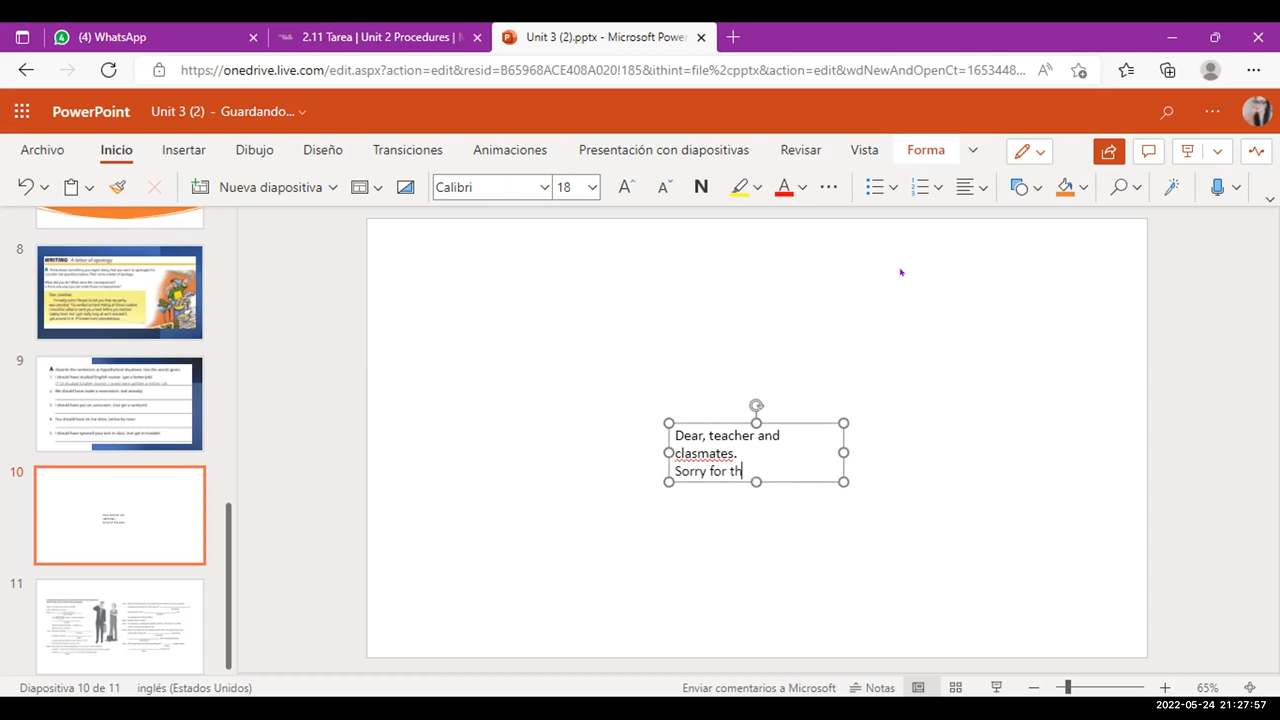 (4) WhatsApp
2.11 Tarea | Unit 2 Procedures |
Unit 3 (2).pptx - Microsoft Power
https://onedrive.live.com/edit.aspx?action=edit&resid=B65968ACE408A020!185&ithint=file%2cpptx&action=edit&wdNewAndOpenCt=1653448...
PowerPoint
Unit 3 (2) - Guardando...
Archivo
Inicio
Insertar
Dibujo
Diseño
Transiciones
Animaciones
Presentación con diapositivas
Revisar
Vista
Forma
Nueva diapositiva
Calibri
18
N
A
8
WRITING A letter of apology
9
10
11
Dear, teacher and
clasmates.
Sorry for th
Diapositiva 10 de 11
inglés (Estados Unidos)
Enviar comentarios a Microsoft
Notas
65%
2022-05-24 21:27:57